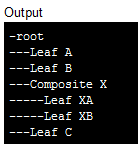 Output
-root
---Leaf A
---Leaf B
---Composite X
-----Leaf XA
-----Leaf XB
---Leaf C